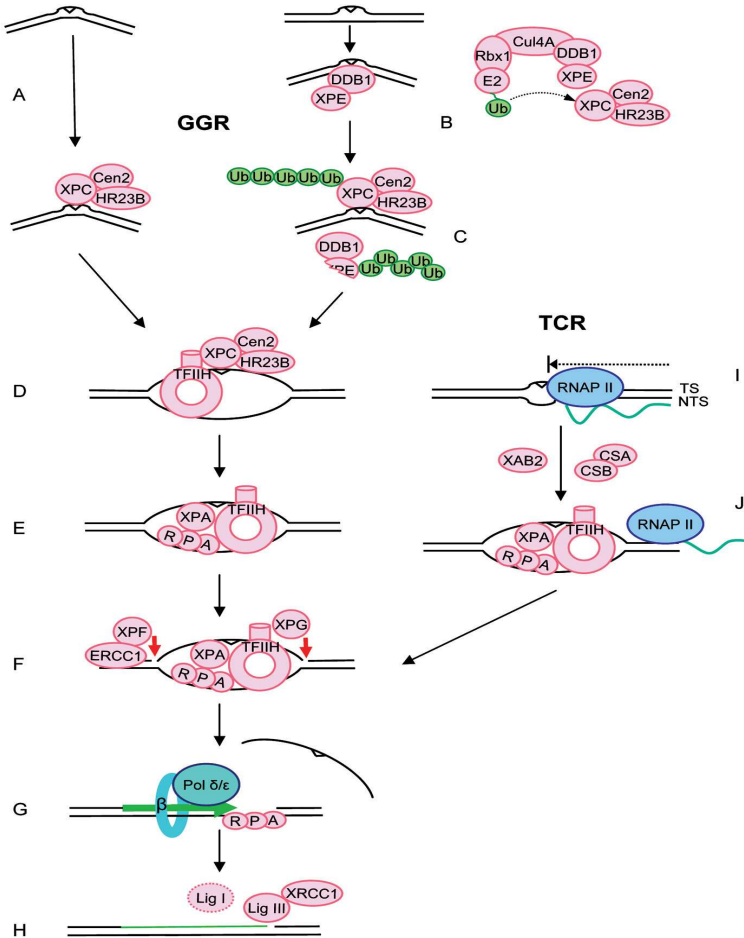 DDB1
XPE
Cul4A
Rbx1
DDB1
E2
XPE
Ub
XPC
Cen2
HR23B
A
B
GGR
XPC
Cen2
HR23B
Ub Ub Ub Ub Ub
XPC
Cen2
HR23B
C
DDB1
XPE
Ub Ub Ub Ub Ub
D
TFIIH
XPC
Cen2
HR23B
TCR
I
RNAP II
TS
NTS
XAB2
CSA
CSB
E
XPA
R P A
TFIIH
J
XPA
R P A
TFIIH
RNAP II
F
XPF
ERCC1
XPA
R P A
TFIIH
XPG
G
β
Pol δ/ε
R P A
H
Lig I
Lig III
XRCC1